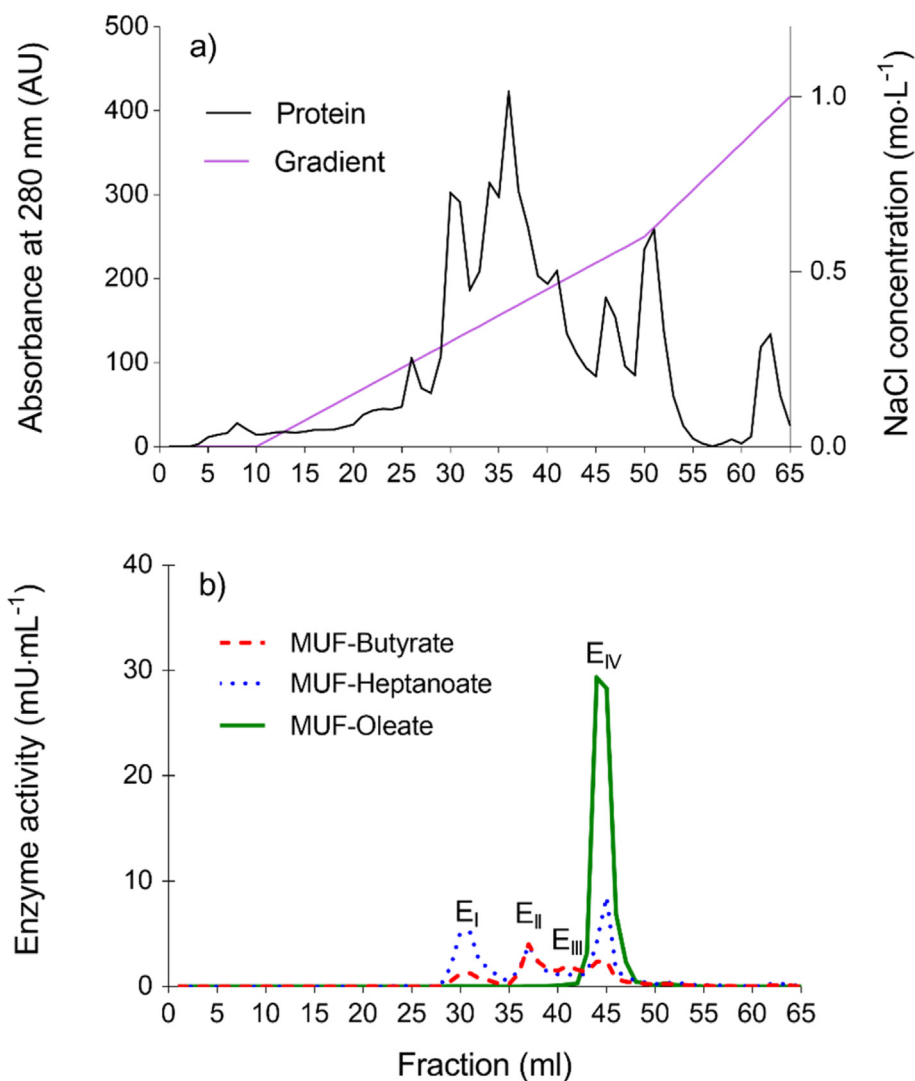 a)
Protein
Gradient
Absorbance at 280 nm (AU)
500
400
300
200
100
0
NaCl concentration (mo·L⁻¹)
1.0
0.5
0.0
0 5 10 15 20 25 30 35 40 45 50 55 60 65
b)
MUF-Butyrate
MUF-Heptanoate
MUF-Oleate
E_I
E_II
E_III
E_IV
Enzyme activity (mU·mL⁻¹)
40
30
20
10
0
0 5 10 15 20 25 30 35 40 45 50 55 60 65
Fraction (ml)